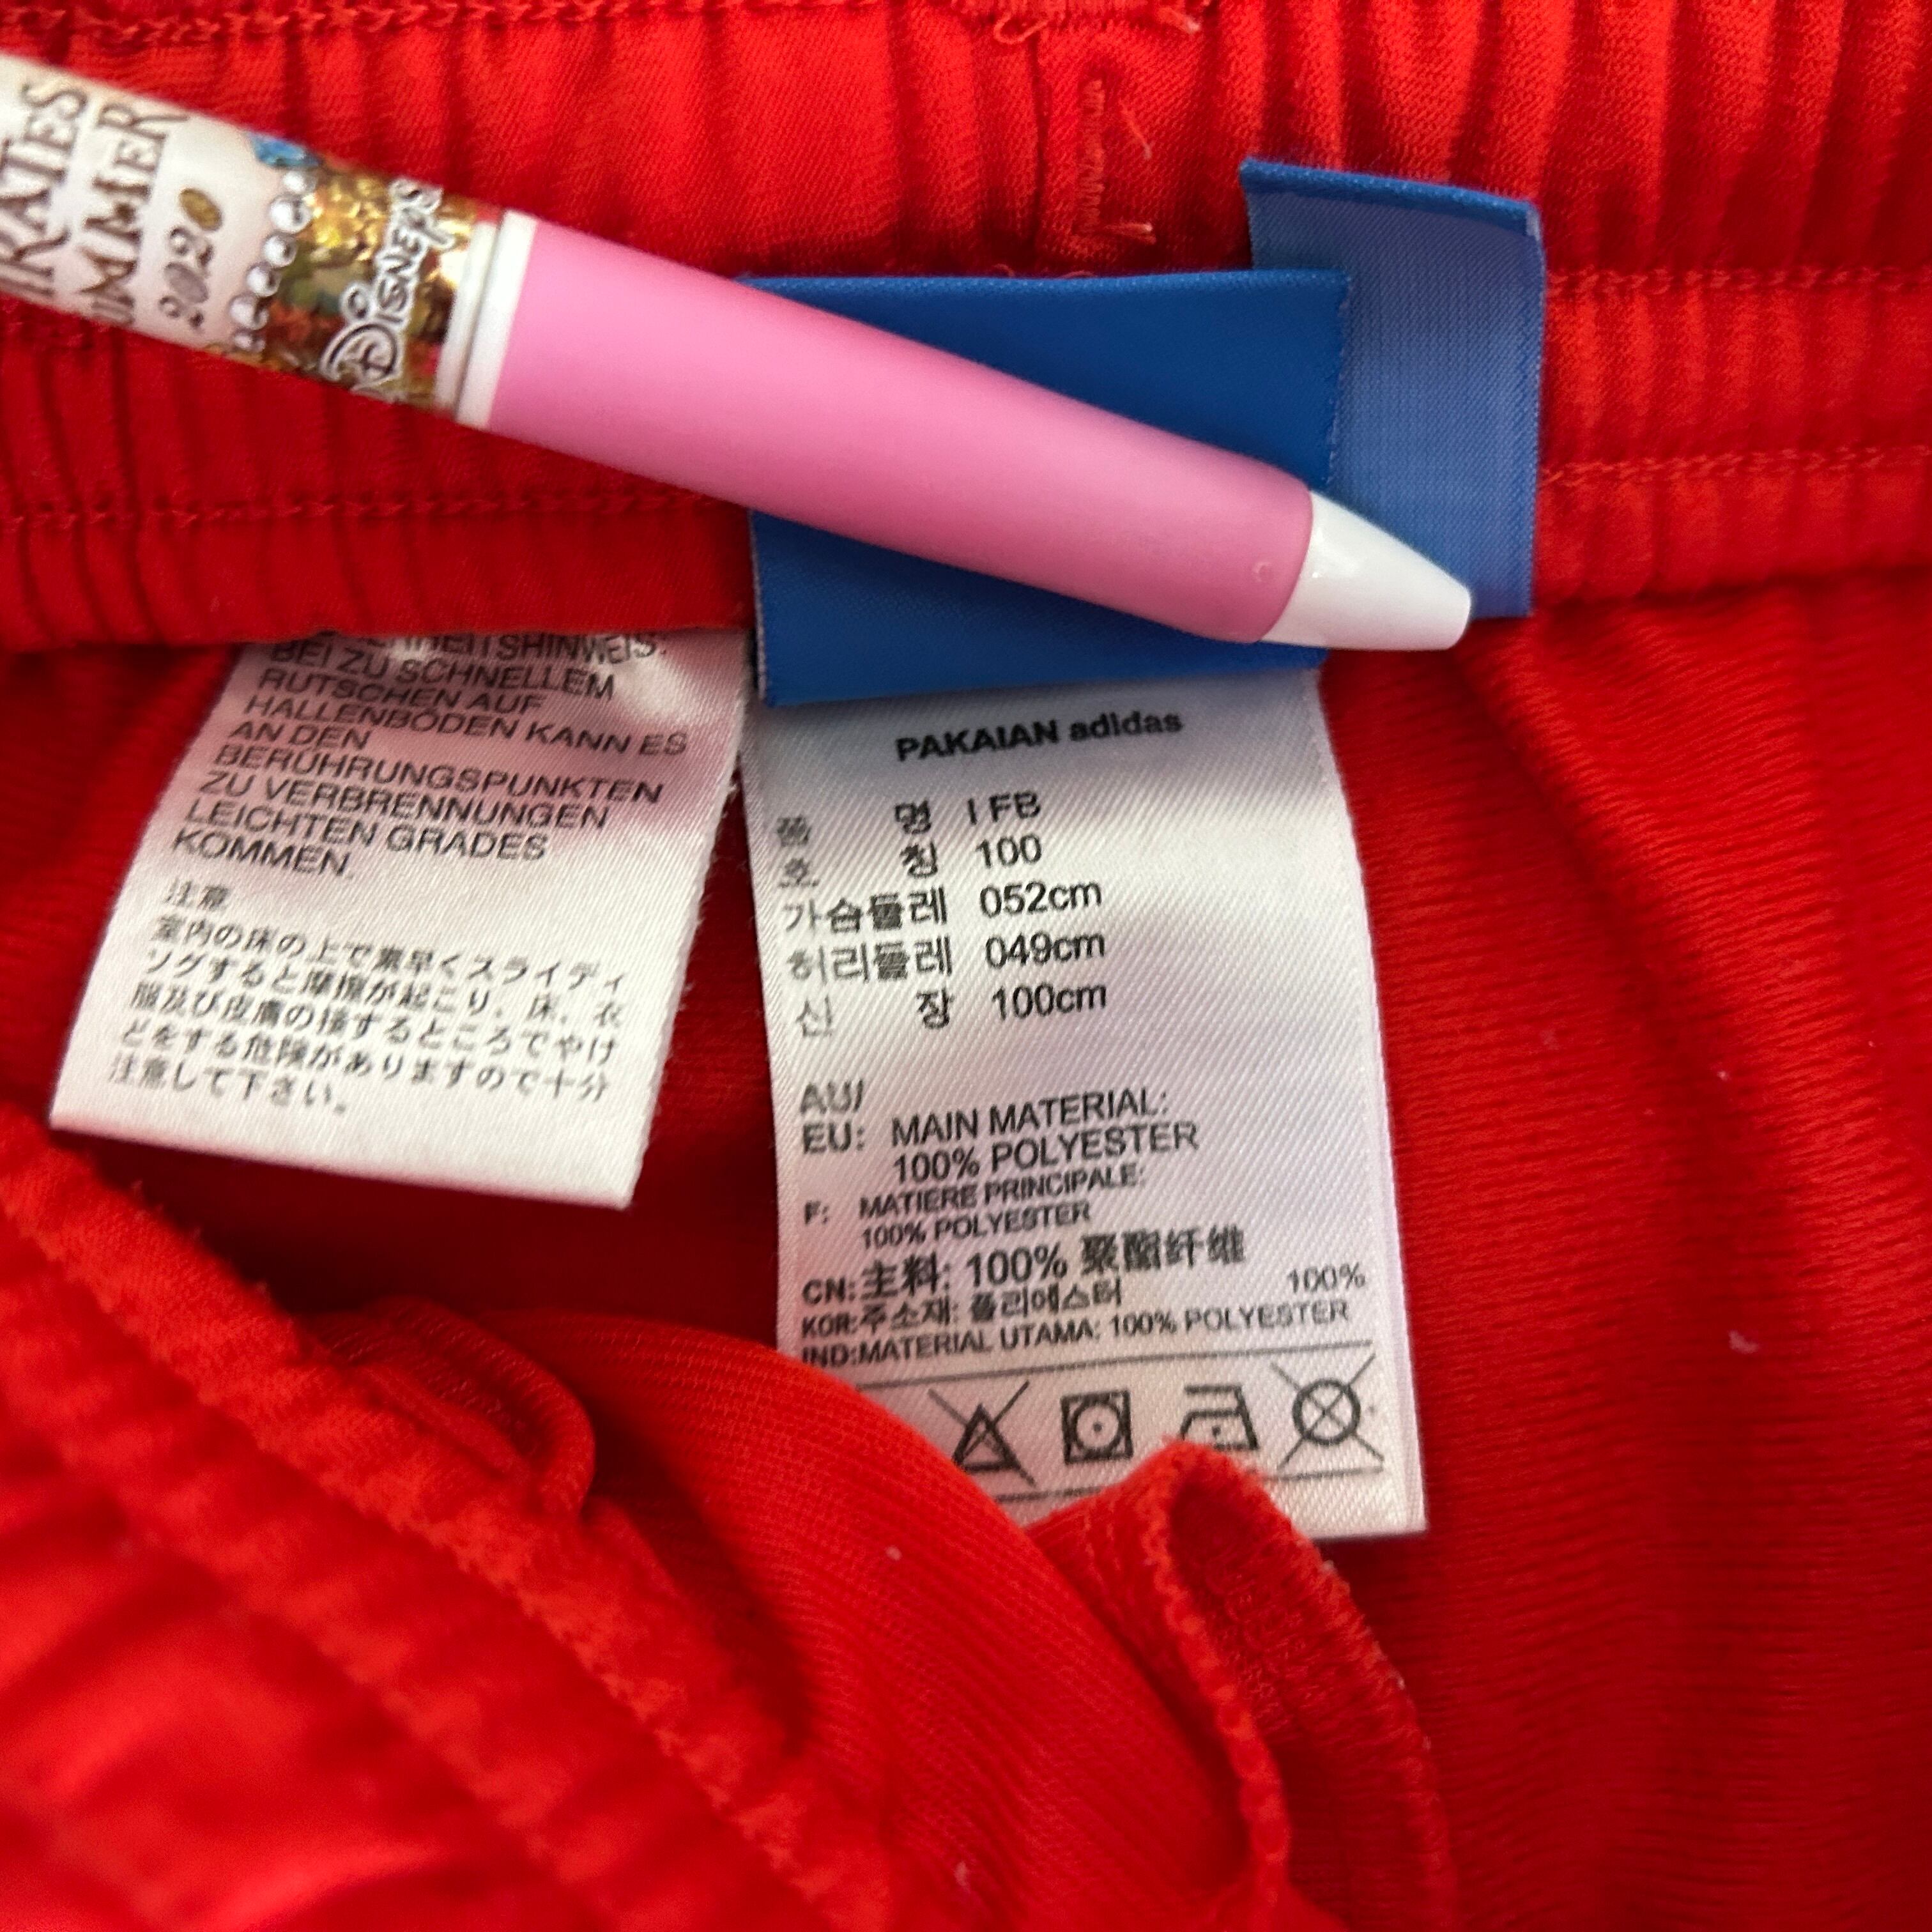 SUMMER
2020
Disney
BEI ZU SCHNELLEM
RUTSCHEN AUF
HALLENBÖDEN KANN ES
AN DEN
BERÜHRUNGSPUNKTEN
ZU VERBRENNUNGEN
LEICHTEN GRADES
KOMMEN.
注意
室内の床の上で素早くスライディ
ングすると摩擦が起こり、床、衣
服及び皮膚の接するところでやけ
どをする危険がありますので十分
注意して下さい。
PAKAIAN adidas
품 명 I FB
호 칭 100
가슴둘레 052cm
허리둘레 049cm
신 장 100cm
AU/
EU: MAIN MATERIAL:
100% POLYESTER
F: MATIERE PRINCIPALE:
100% POLYESTER
CN: 主料: 100% 聚酯纤维
KOR: 주소재: 폴리에스터 100%
IND:MATERIAL UTAMA: 100% POLYESTER